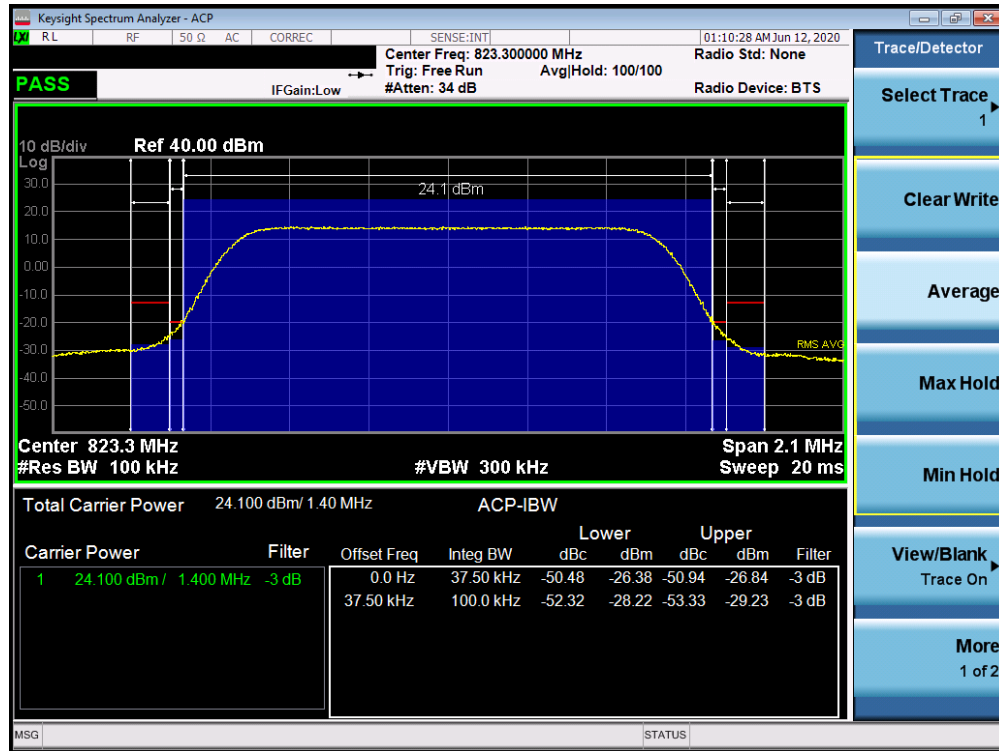 Keysight Spectrum Analyzer - ACP
LXI RL RF 50 Ω AC CORREC SENSE:INT 01:10:28 AM Jun 12, 2020
Center Freq: 823.300000 MHz Radio Std: None
Trig: Free Run Avg|Hold: 100/100
PASS IFGain:Low #Atten: 34 dB Radio Device: BTS
10 dB/div Ref 40.00 dBm
Log
30.0
24.1 dBm
20.0
10.0
0.00
-10.0
-20.0
-30.0
RMS AVG
-40.0
-50.0
Center 823.3 MHz Span 2.1 MHz
#Res BW 100 kHz #VBW 300 kHz Sweep 20 ms
Total Carrier Power 24.100 dBm/ 1.40 MHz ACP-IBW
Lower Upper
Carrier Power Filter Offset Freq Integ BW dBc dBm dBc dBm Filter
1 24.100 dBm / 1.400 MHz -3 dB 0.0 Hz 37.50 kHz -50.48 -26.38 -50.94 -26.84 -3 dB
37.50 kHz 100.0 kHz -52.32 -28.22 -53.33 -29.23 -3 dB
MSG STATUS
Trace/Detector
Select Trace
1
Clear Write
Average
Max Hold
Min Hold
View/Blank
Trace On
More
1 of 2